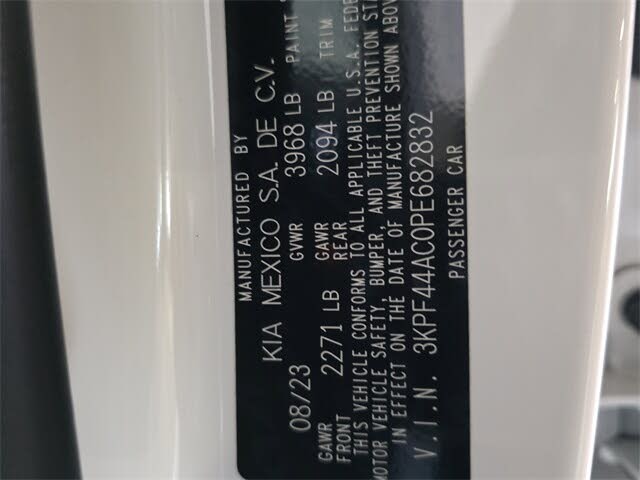 MANUFACTURED BY
KIA MEXICO S.A. DE C.V.
08/23 GVWR 3968 LB PAINT
GAWR FRONT 2271 LB GAWR REAR 2094 LB TRIM
THIS VEHICLE CONFORMS TO ALL APPLICABLE U.S.A. FEDE
MOTOR VEHICLE SAFETY, BUMPER, AND THEFT PREVENTION STA
IN EFFECT ON THE DATE OF MANUFACTURE SHOWN ABOV
V.I.N. 3KPF44AC0PE682832
PASSENGER CAR